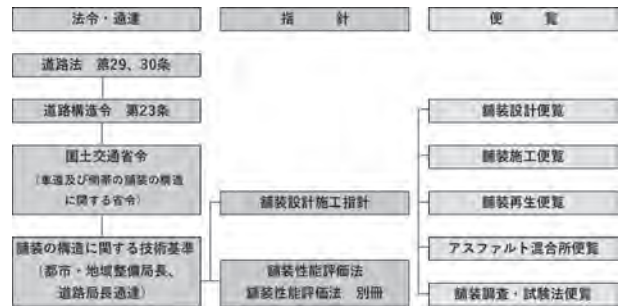 法令・通達
指　針
便　覧
道路法　第29、30条
道路構造令　第23条
国土交通省令
（車道及び側帯の舗装の構造
に関する省令）
舗装の構造に関する技術基準
（都市・地域整備局長、
道路局長通達）
舗装設計施工指針
舗装性能評価法
舗装性能評価法　別冊
舗装設計便覧
舗装施工便覧
舗装再生便覧
アスファルト混合所便覧
舗装調査・試験法便覧